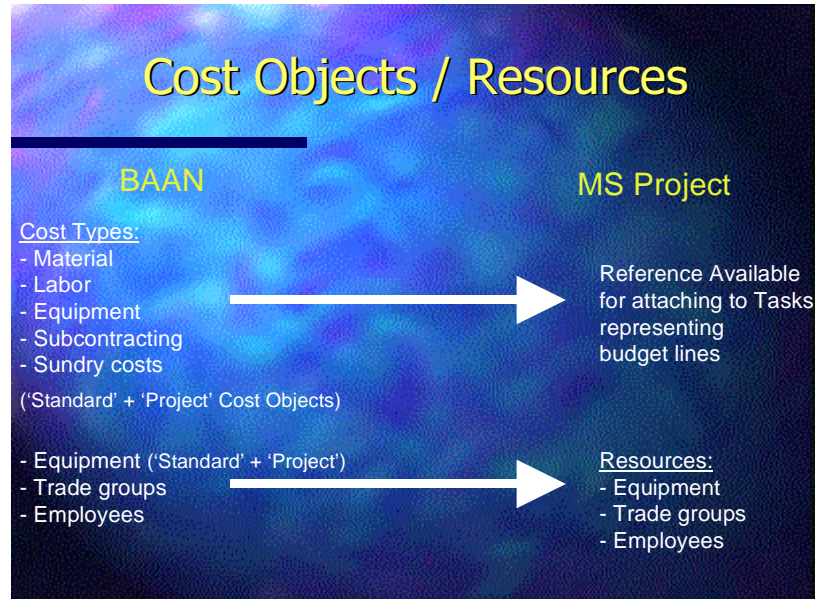 Cost Objects / Resources
BAAN
Cost Types:
- Material
- Labor
- Equipment
- Subcontracting
- Sundry costs
(‘Standard’ + ‘Project’ Cost Objects)
- Equipment (‘Standard’ + ‘Project’)
- Trade groups
- Employees
MS Project
Reference Available
for attaching to Tasks
representing
budget lines
Resources:
- Equipment
- Trade groups
- Employees